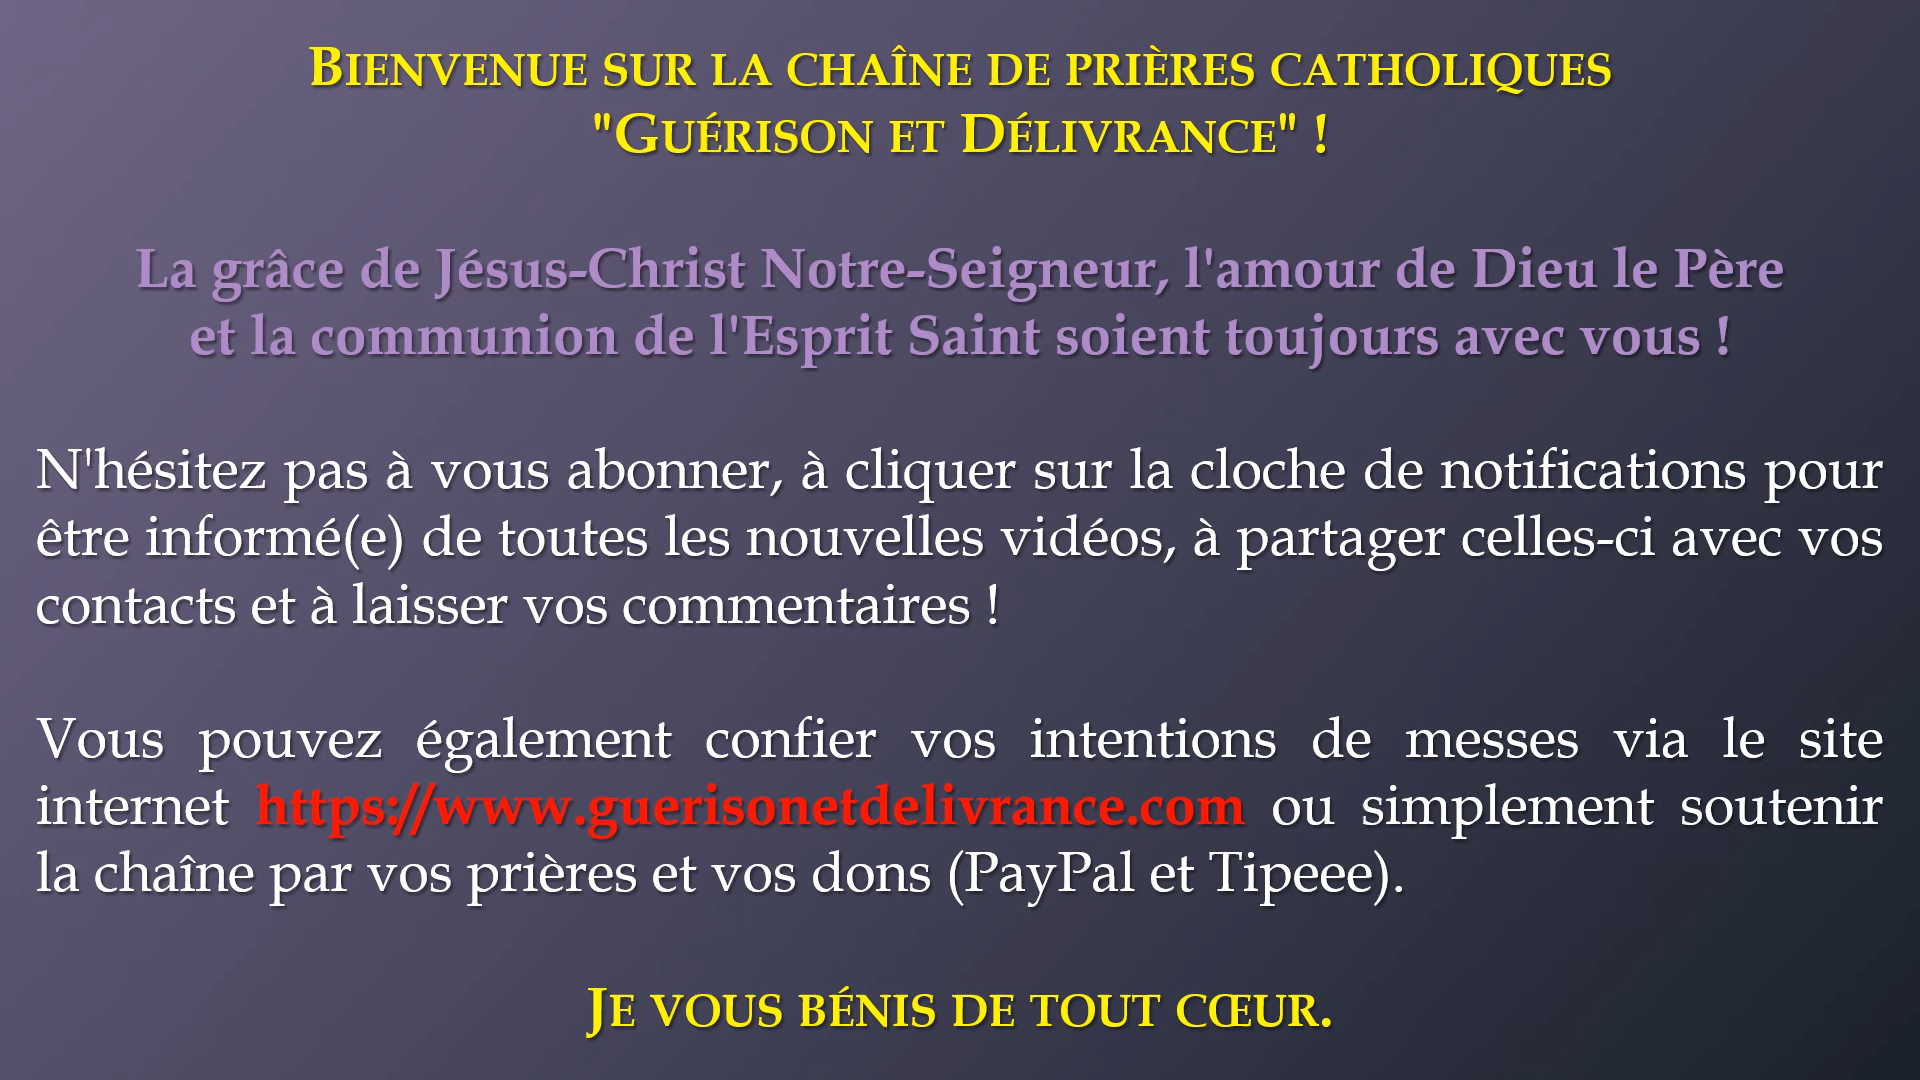 BIENVENUE SUR LA CHAÎNE DE PRIÈRES CATHOLIQUES
"GUÉRISON ET DÉLIVRANCE" !
La grâce de Jésus-Christ Notre-Seigneur, l'amour de Dieu le Père
et la communion de l'Esprit Saint soient toujours avec vous !
N'hésitez pas à vous abonner, à cliquer sur la cloche de notifications pour
être informé(e) de toutes les nouvelles vidéos, à partager celles-ci avec vos
contacts et à laisser vos commentaires !
Vous pouvez également confier vos intentions de messes via le site
internet https://www.guerisonetdelivrance.com ou simplement soutenir
la chaîne par vos prières et vos dons (PayPal et Tipeee).
JE VOUS BÉNIS DE TOUT CŒUR.